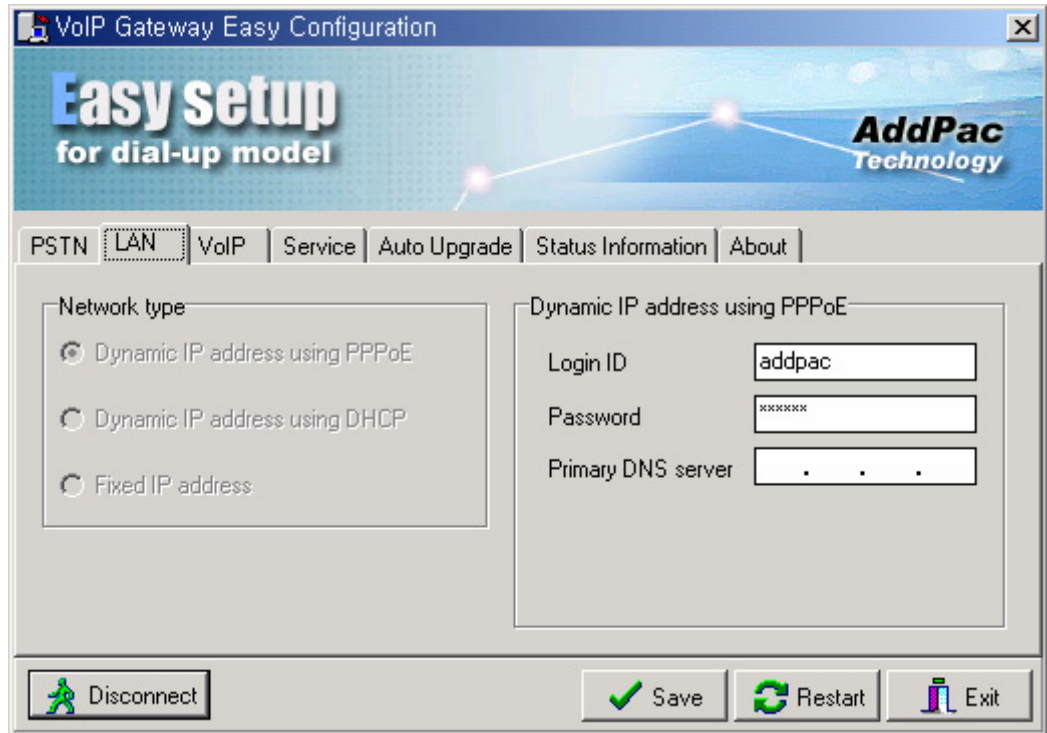 VoIP Gateway Easy Configuration
Easy setup
for dial-up model
AddPac
Technology
PSTN LAN VoIP Service Auto Upgrade Status Information About
Network type
Dynamic IP address using PPPoE
Dynamic IP address using DHCP
Fixed IP address
Dynamic IP address using PPPoE
Login ID addpac
Password xxxxxx
Primary DNS server . . .
Disconnect Save Restart Exit